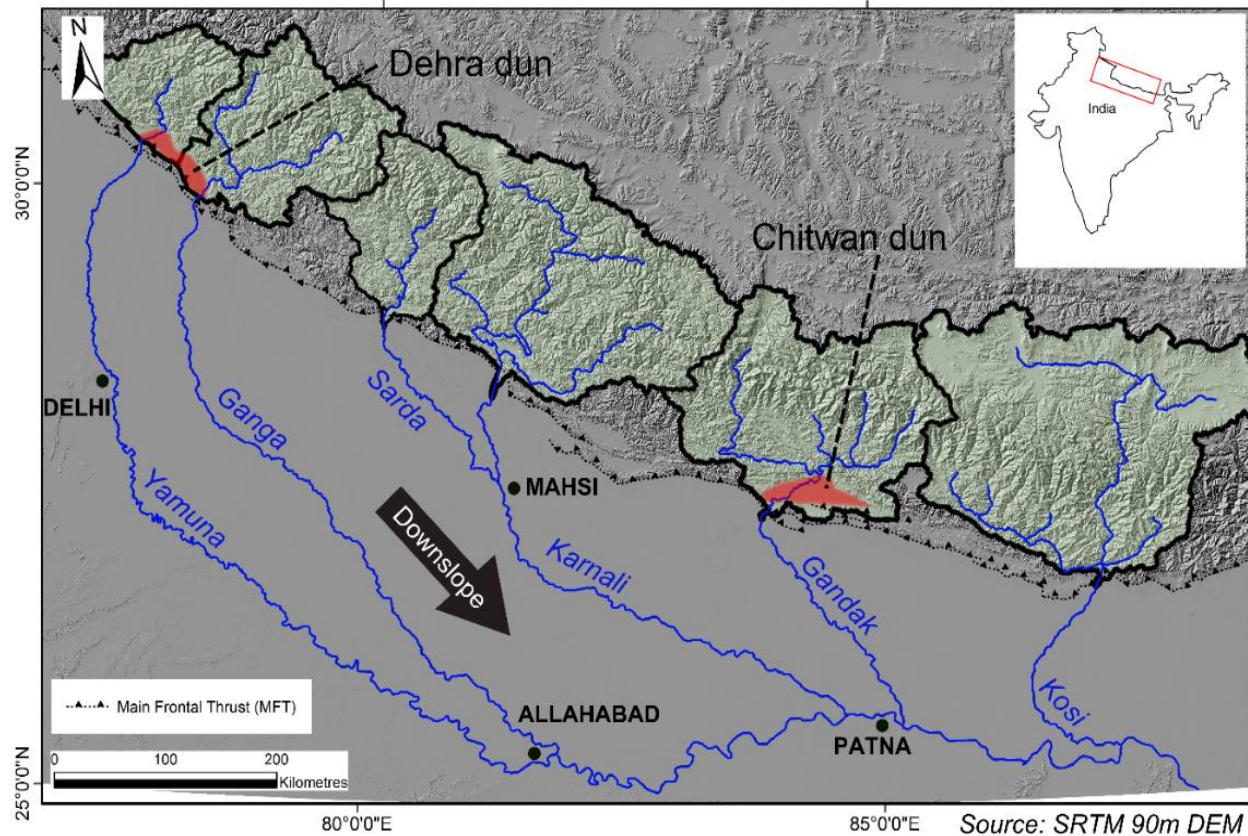 N
Dehra dun
India
30°0'0"N
Chitwan dun
DELHI
Ganga
Sarda
Yamuna
MAHSI
Downslope
Karnali
Gandak
Kosi
Main Frontal Thrust (MFT)
ALLAHABAD
PATNA
0 100 200
Kilometres
25°0'0"N
80°0'0"E
85°0'0"E
Source: SRTM 90m DEM